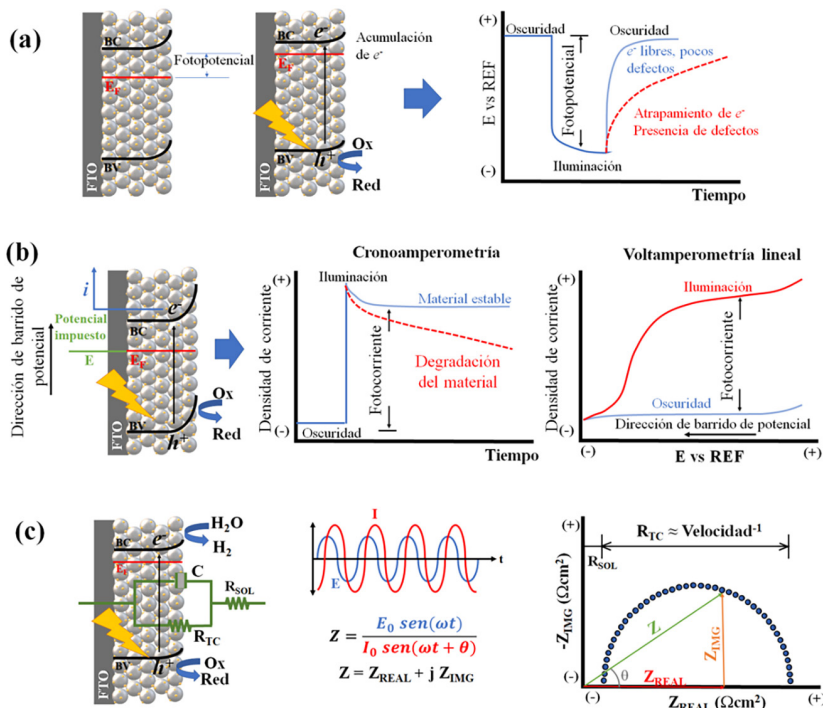 (a)
BC
Fotopotencial
E_F
BV
FTO
BC
e-
Acumulación
de e-
BV
h+
Ox
Red
FTO
(+)
Oscuridad
Oscuridad
e- libres, pocos
defectos
Fotopotencial
Atrapamiento de e-
Presencia de defectos
Iluminación
E vs REF
(-)
Tiempo
(b)
Dirección de barrido de
potencial
i
e-
BC
Potencial
impuesto
E
E_F
Ox
BV
h+
Red
FTO
Cronoamperometría
(+)
Iluminación
Material estable
Degradación
del material
Fotocorriente
Densidad de corriente
Oscuridad
(-)
Tiempo
Voltamperometría lineal
(+)
Iluminación
Fotocorriente
Densidad de corriente
Oscuridad
Dirección de barrido de potencial
(-)
(-)
E vs REF
(+)
(c)
H2O
e-
BC
H2
E_F
C
R_SOL
R_TC
BV
h+
Ox
Red
FTO
I
t
E
Z = E0 sen(ωt)
I0 sen(ωt + θ)
Z = Z_REAL + j Z_IMG
(+)
R_TC ≈ Velocidad-1
R_SOL
-Z_IMG (Ωcm2)
Z
Z_IMG
θ
Z_REAL
(-)
(-)
Z_REAL (Ωcm2)
(+)